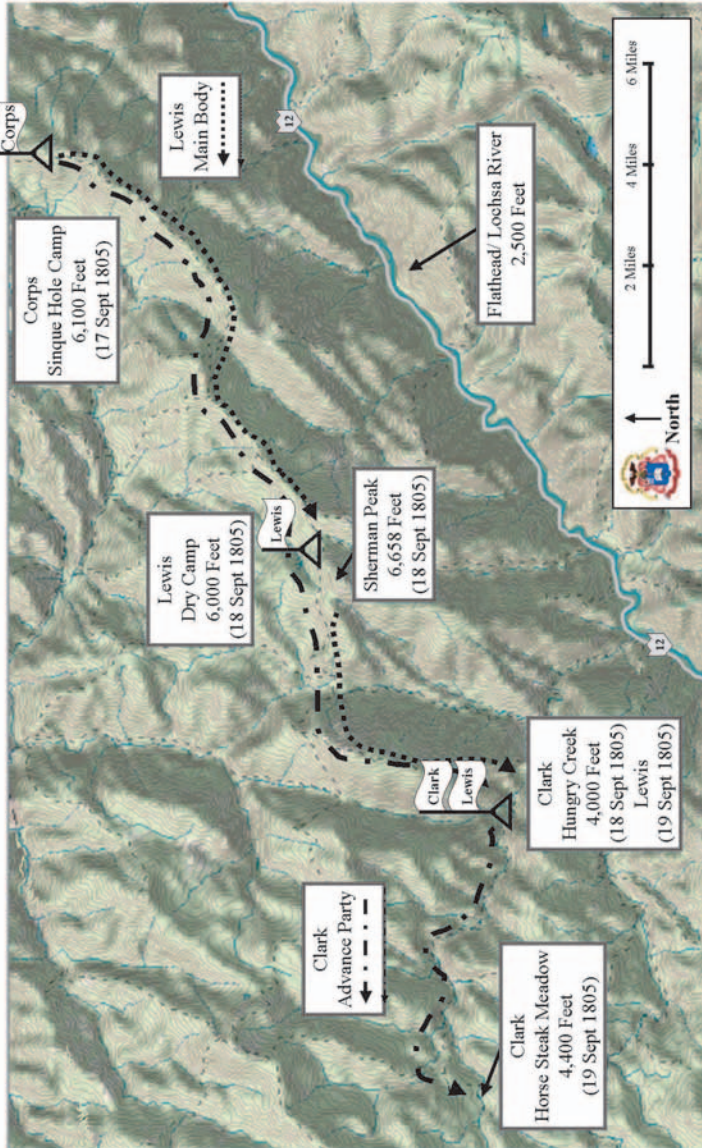 Corps
Corps
Sinque Hole Camp
6,100 Feet
(17 Sept 1805)
Lewis
Main Body
Lewis
Dry Camp
6,000 Feet
(18 Sept 1805)
Lewis
Sherman Peak
6,658 Feet
(18 Sept 1805)
12
Flathead/ Lochsa River
2,500 Feet
Clark
Advance Party
Clark
Lewis
Clark
Hungry Creek
4,000 Feet
(18 Sept 1805)
Lewis
(19 Sept 1805)
12
Clark
Horse Steak Meadow
4,400 Feet
(19 Sept 1805)
North
2 Miles
4 Miles
6 Miles